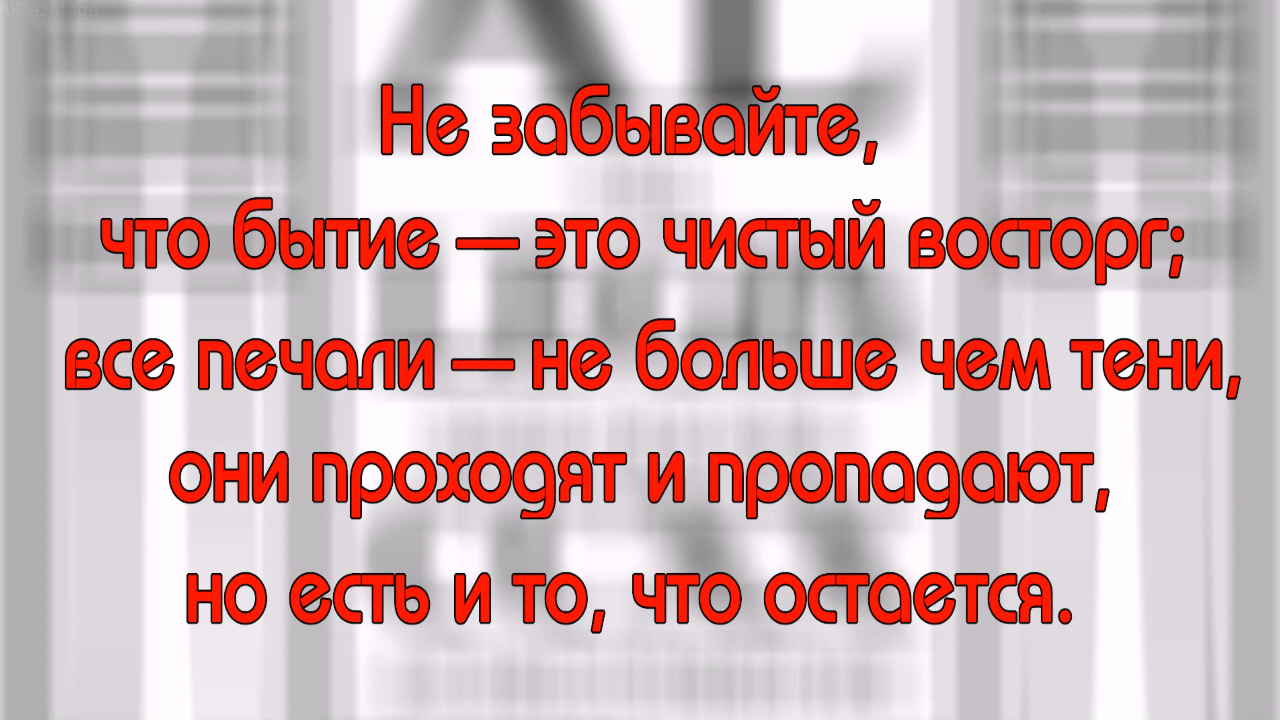 Не забывайте,
что бытие — это чистый восторг;
все печали — не больше чем тени,
они проходят и пропадают,
но есть и то, что остается.